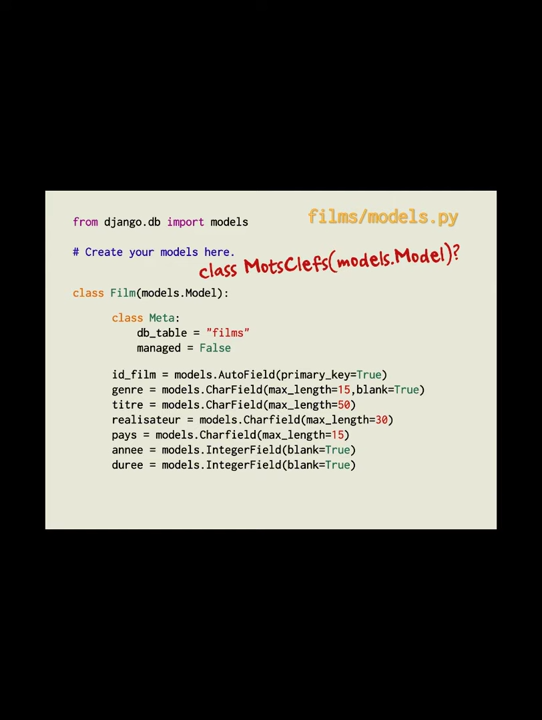 films/models.py
from django.db import models
# Create your models here.
class MotsClefs(models.Model)?
class Film(models.Model):
class Meta:
db_table = "films"
managed = False
id_film = models.AutoField(primary_key=True)
genre = models.CharField(max_length=15,blank=True)
titre = models.CharField(max_length=50)
realisateur = models.Charfield(max_length=30)
pays = models.Charfield(max_length=15)
annee = models.IntegerField(blank=True)
duree = models.IntegerField(blank=True)